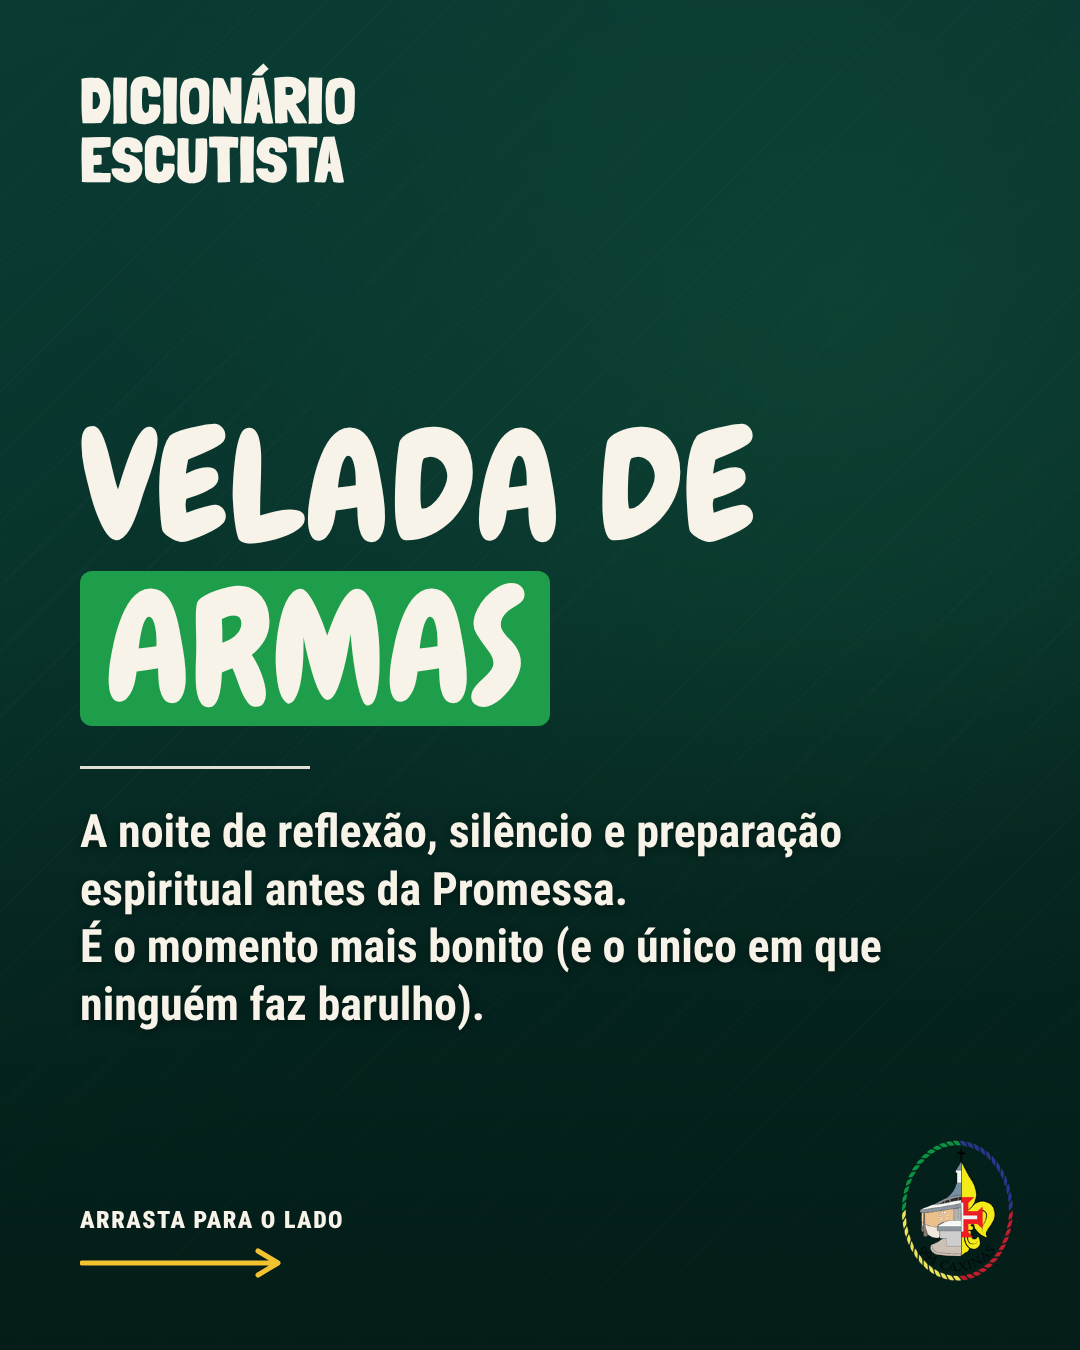 DICIONÁRIO
ESCUTISTA
VELADA DE
ARMAS
A noite de reflexão, silêncio e preparação
espiritual antes da Promessa.
É o momento mais bonito (e o único em que
ninguém faz barulho).
ARRASTA PARA O LADO